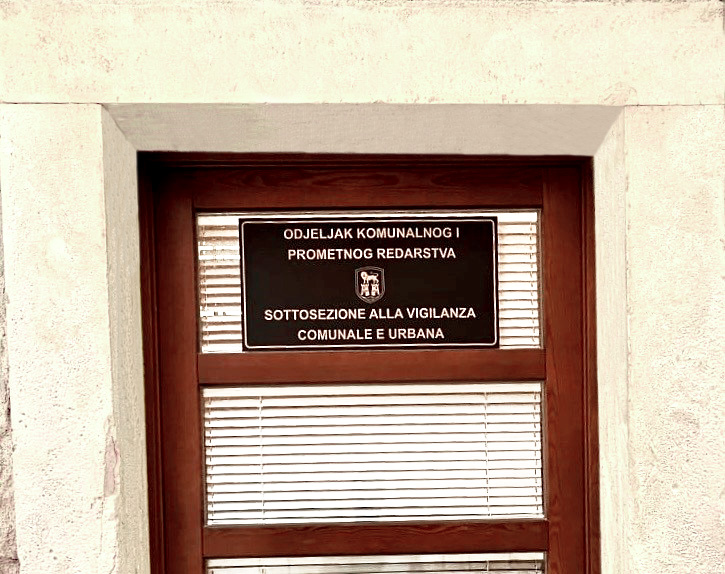 ODJELJAK KOMUNALNOG I
PROMETNOG REDARSTVA
SOTTOSEZIONE ALLA VIGILANZA
COMUNALE E URBANA